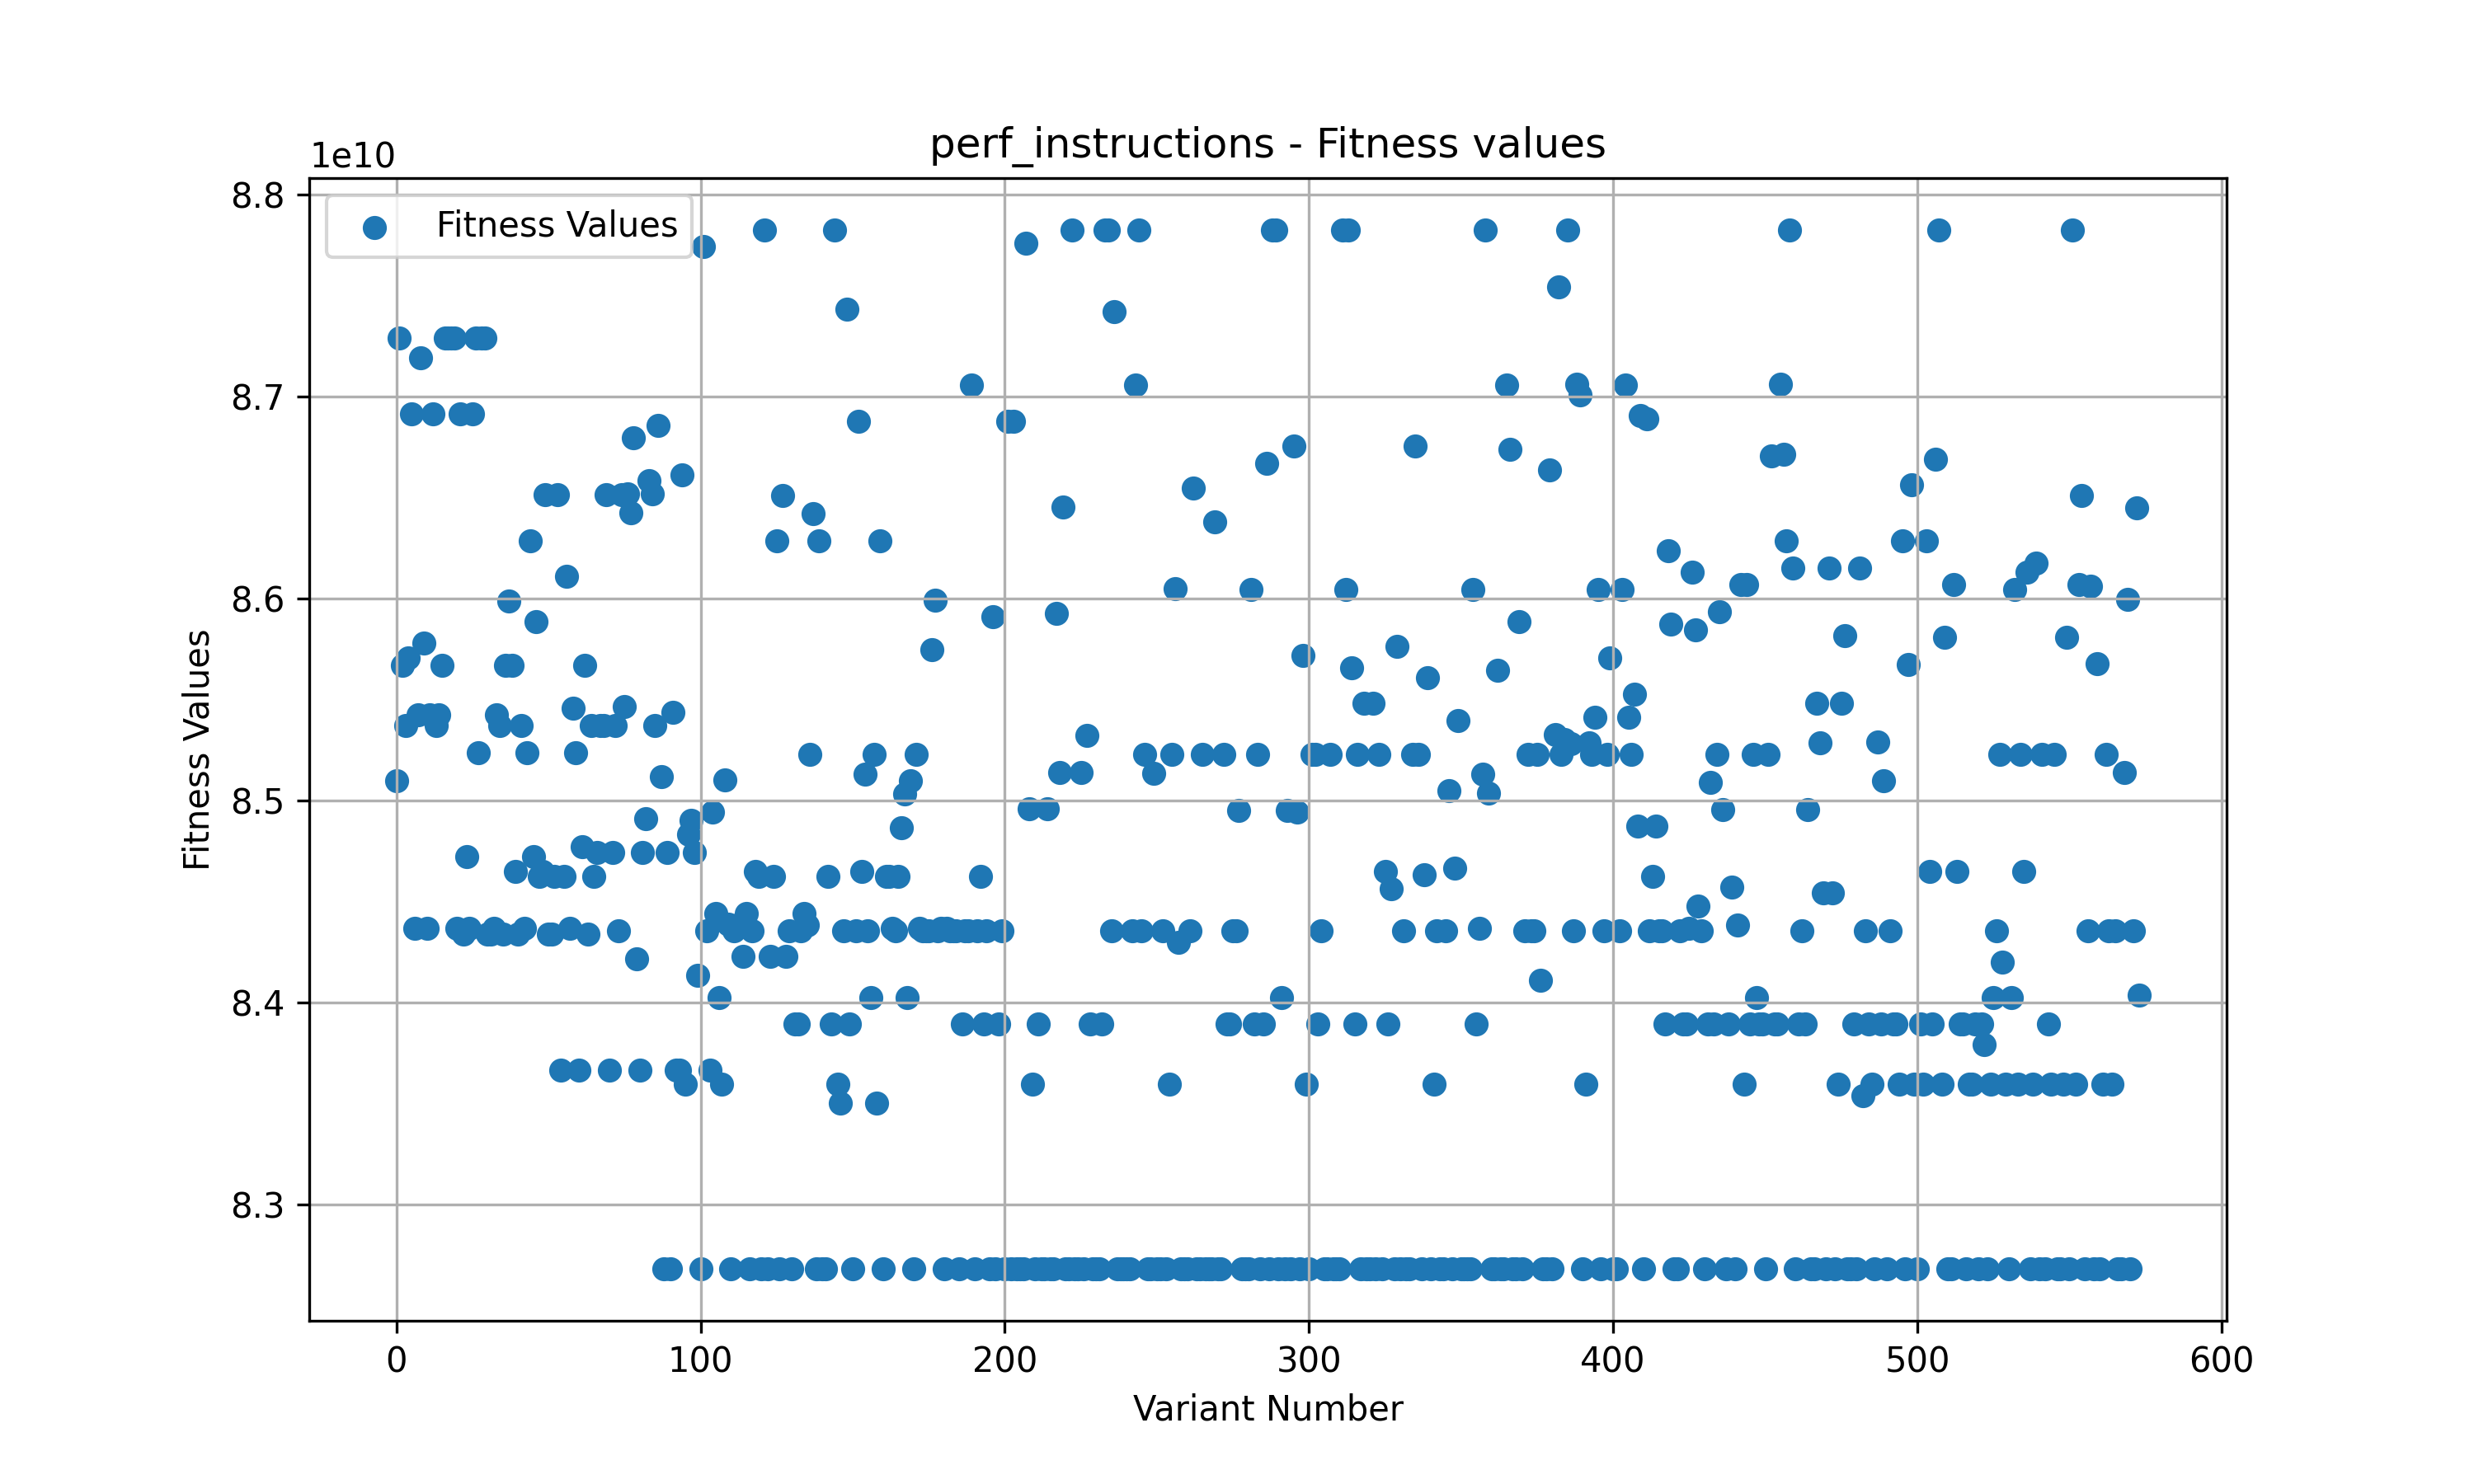 perf_instructions - Fitness values
1e10
Fitness Values
8.8
8.7
8.6
8.5
8.4
8.3
Fitness Values
0 100 200 300 400 500 600
Variant Number